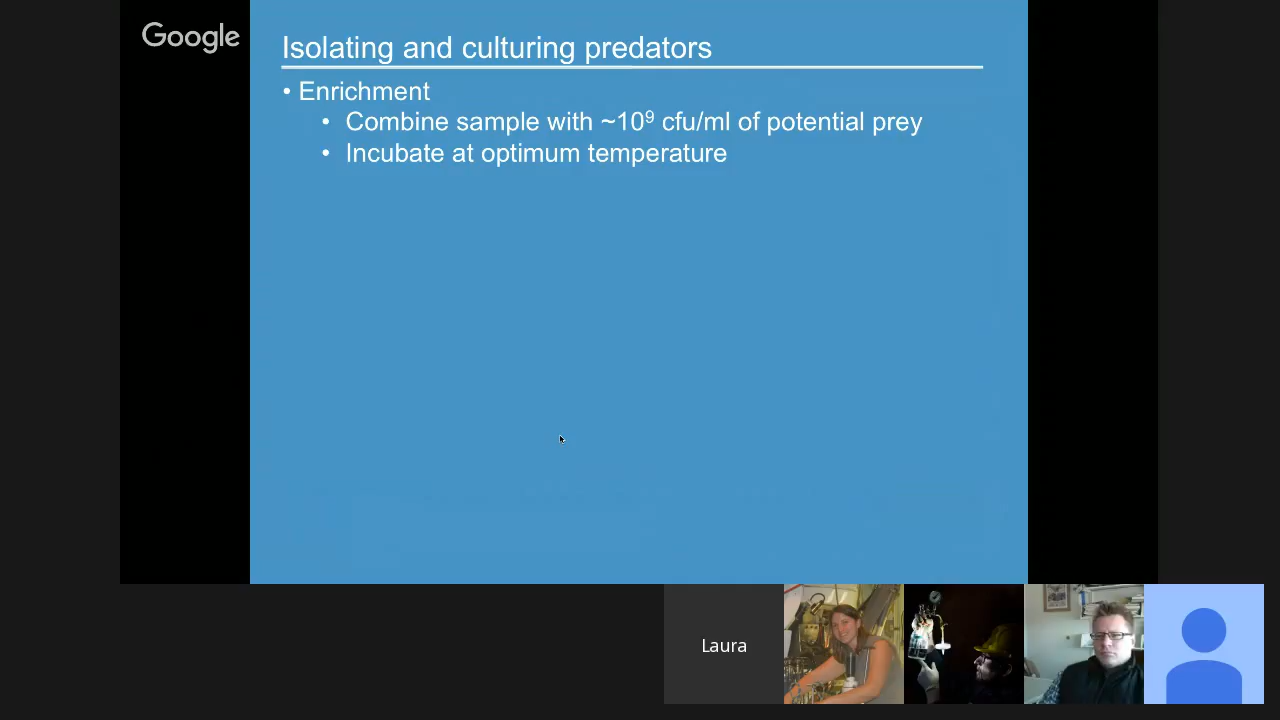 Google
Isolating and culturing predators
• Enrichment
• Combine sample with ~10⁹ cfu/ml of potential prey
• Incubate at optimum temperature
Laura